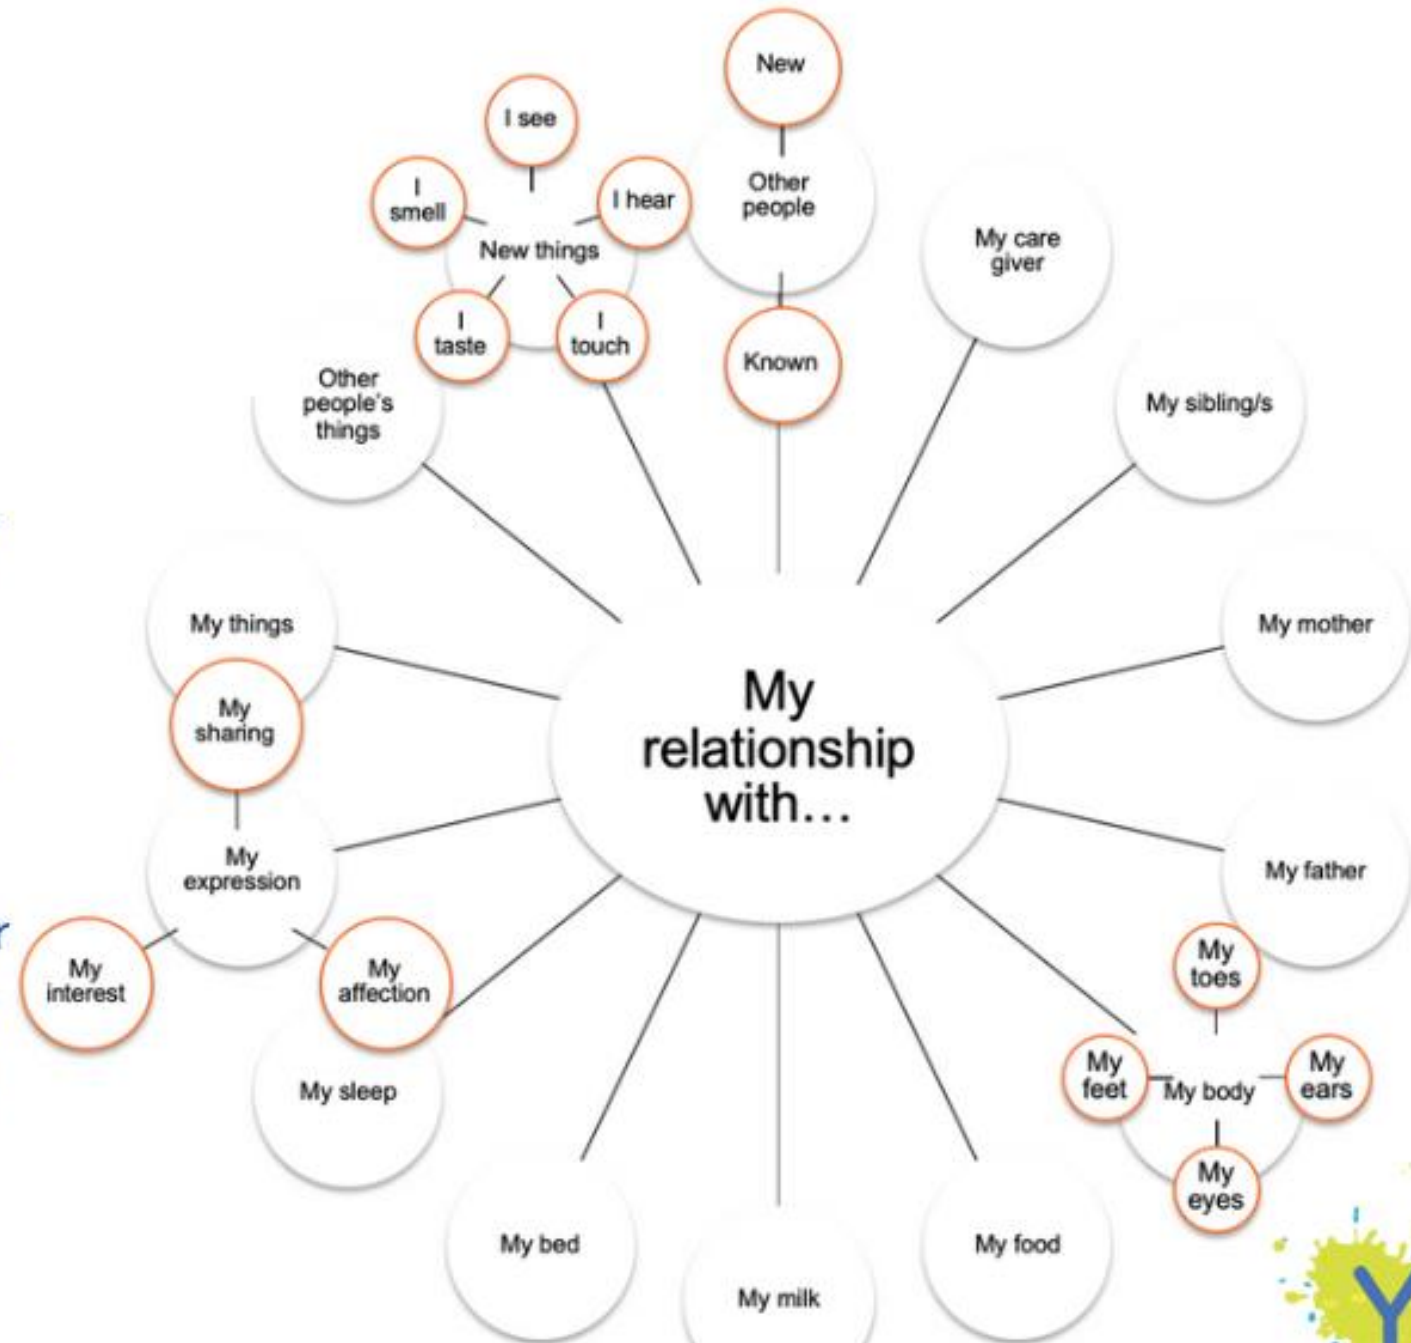 New
I see
I
smell
I hear
New things
I
taste
I
touch
Other
people
Known
My care
giver
My sibling/s
My mother
My father
My
toes
My
feet
My body
My
ears
My
eyes
My food
My milk
My bed
My sleep
My
affection
My
interest
My
expression
My
sharing
My things
Other
people's
things
My
relationship
with...
r
Y